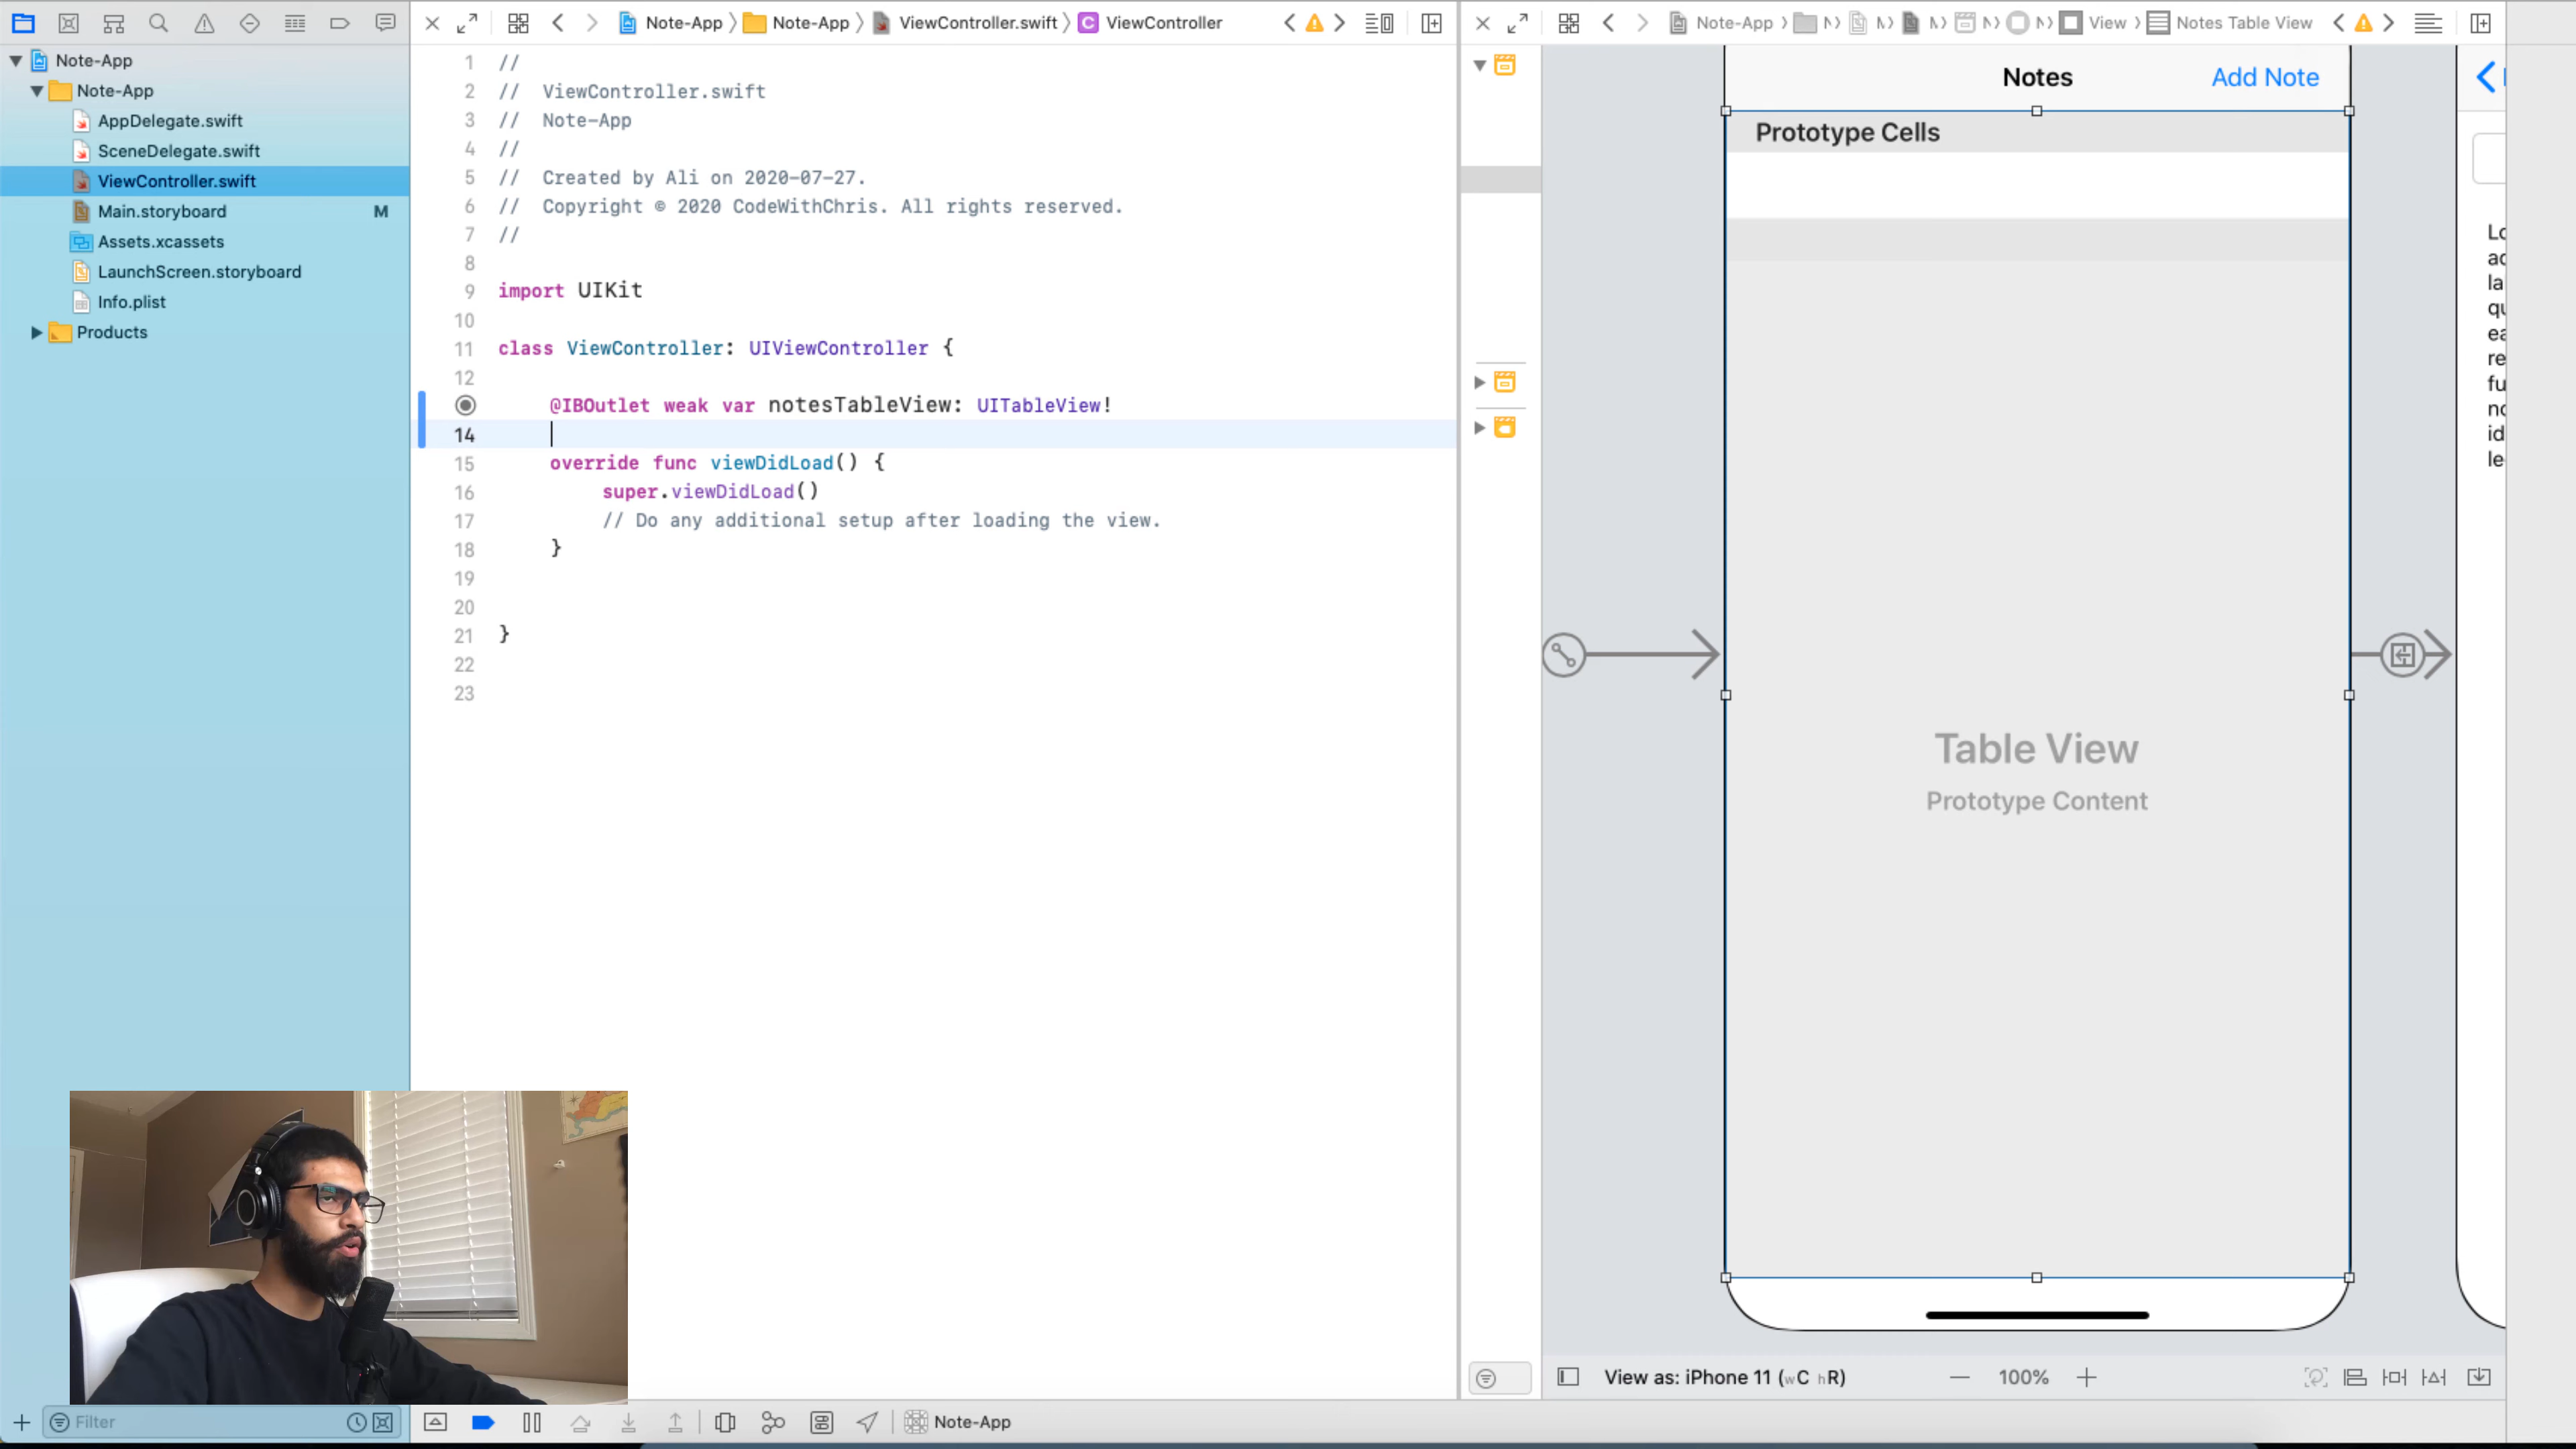 Note-App
Note-App
AppDelegate.swift
SceneDelegate.swift
ViewController.swift
Main.storyboard M
Assets.xcassets
LaunchScreen.storyboard
Info.plist
Products
Filter
Note-App Note-App ViewController.swift C ViewController
1 //
2 // ViewController.swift
3 // Note-App
4 //
5 // Created by Ali on 2020-07-27.
6 // Copyright © 2020 CodeWithChris. All rights reserved.
7 //
8
9 import UIKit
10
11 class ViewController: UIViewController {
12
@IBOutlet weak var notesTableView: UITableView!
14
15 override func viewDidLoad() {
16 super.viewDidLoad()
17 // Do any additional setup after loading the view.
18 }
19
20
21 }
22
23
Note-App
Note-App View Notes Table View
Notes Add Note
Prototype Cells
Table View
Prototype Content
View as: iPhone 11 (wC hR) 100%